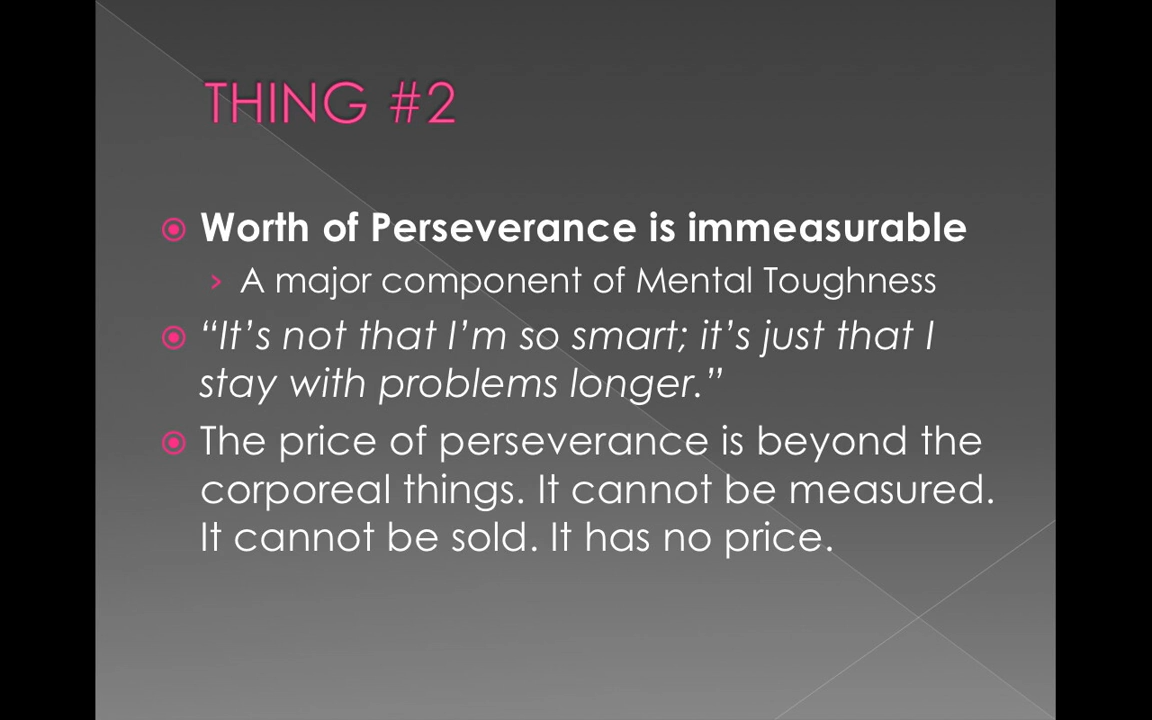 THING #2
Worth of Perseverance is immeasurable
A major component of Mental Toughness
“It’s not that I’m so smart; it’s just that I
stay with problems longer.”
The price of perseverance is beyond the
corporeal things. It cannot be measured.
It cannot be sold. It has no price.